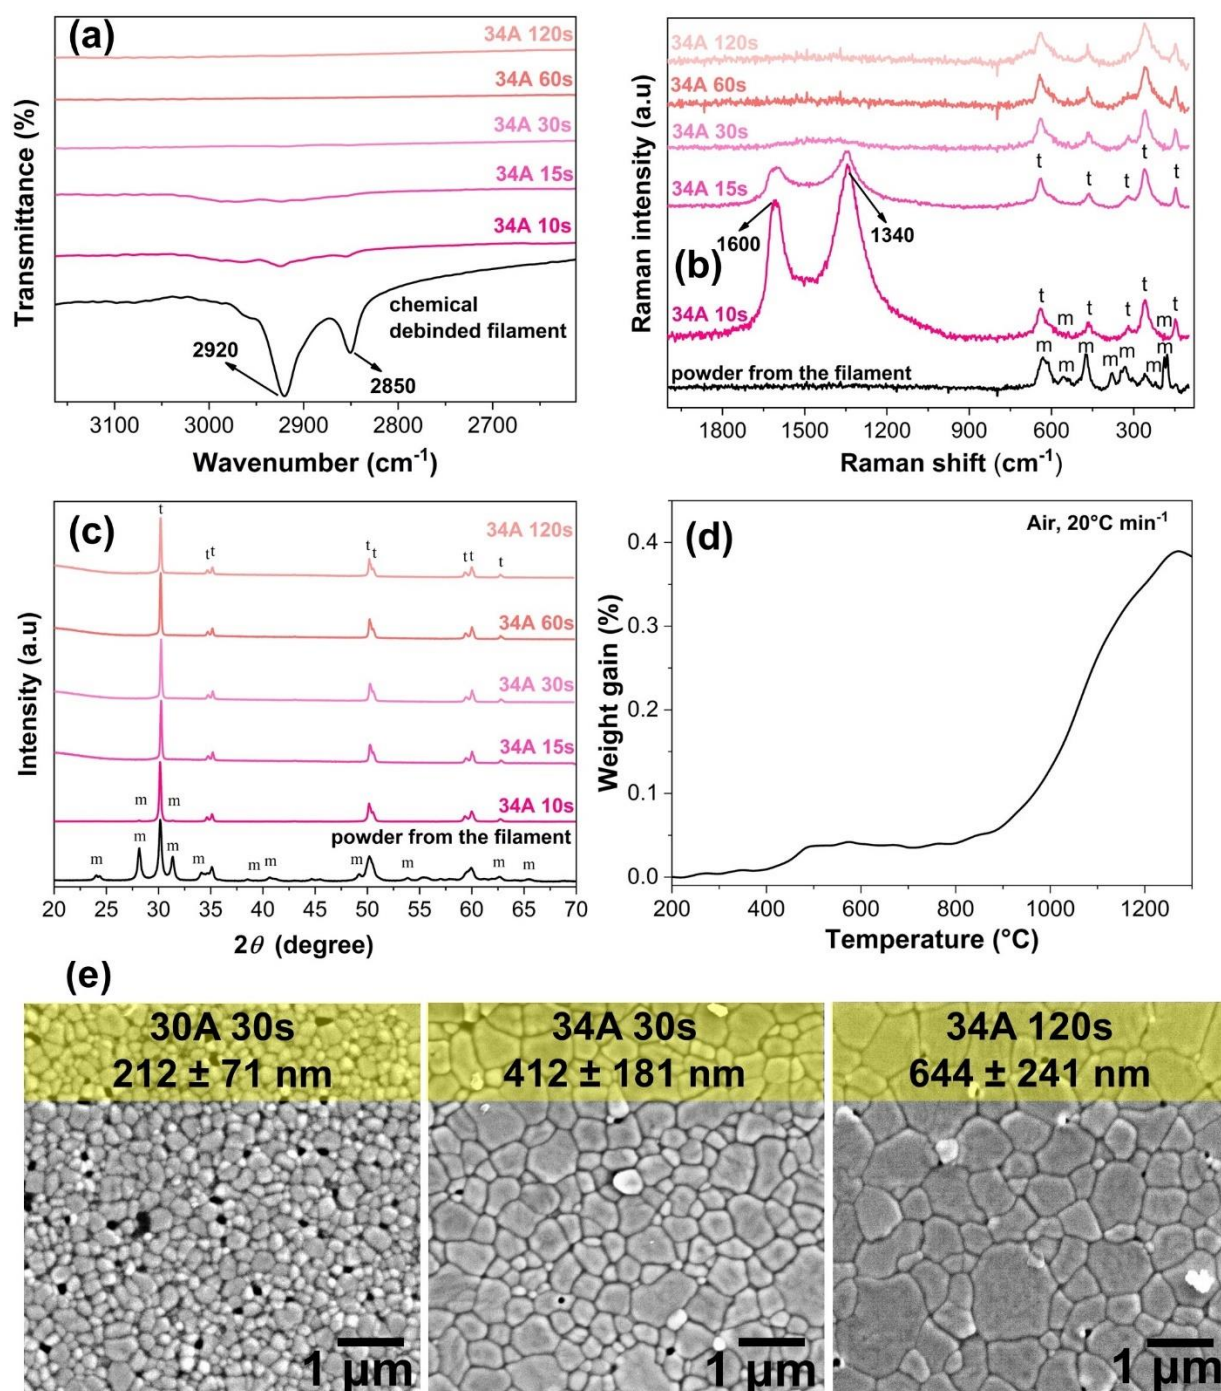 (a)
34A 120s
34A 60s
34A 30s
34A 15s
34A 10s
chemical
debinded filament
2920
2850
Transmittance (%)
3100 3000 2900 2800 2700
Wavenumber (cm-1)
34A 120s
34A 60s
34A 30s
34A 15s
t t t t t
1600
1340
(b)
34A 10s
t t t t t
m m m m m m m
powder from the filament
Raman intensity (a.u)
1800 1500 1200 900 600 300
Raman shift (cm-1)
(c)
t
34A 120s
t t t t t t t
34A 60s
34A 30s
34A 15s
34A 10s
m m
powder from the filament
m m m m m m m m m m
Intensity (a.u)
20 25 30 35 40 45 50 55 60 65 70
2θ (degree)
(d)
Air, 20°C min-1
0.4
0.3
0.2
0.1
0.0
Weight gain (%)
200 400 600 800 1000 1200
Temperature (°C)
(e)
30A 30s
212 ± 71 nm
1 µm
34A 30s
412 ± 181 nm
1 µm
34A 120s
644 ± 241 nm
1 µm